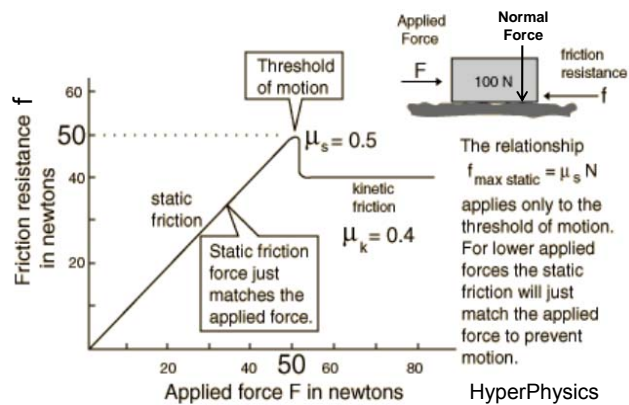 Applied
Force
F
Normal
Force
100 N
friction
resistance
f
Friction resistance f
in newtons
60
50
40
20
Threshold
of motion
μs = 0.5
static
friction
kinetic
friction
μk = 0.4
Static friction
force just
matches the
applied force.
20
40
50
60
80
Applied force F in newtons
The relationship
f max static = μs N
applies only to the
threshold of motion.
For lower applied
forces the static
friction will just
match the applied
force to prevent
motion.
HyperPhysics